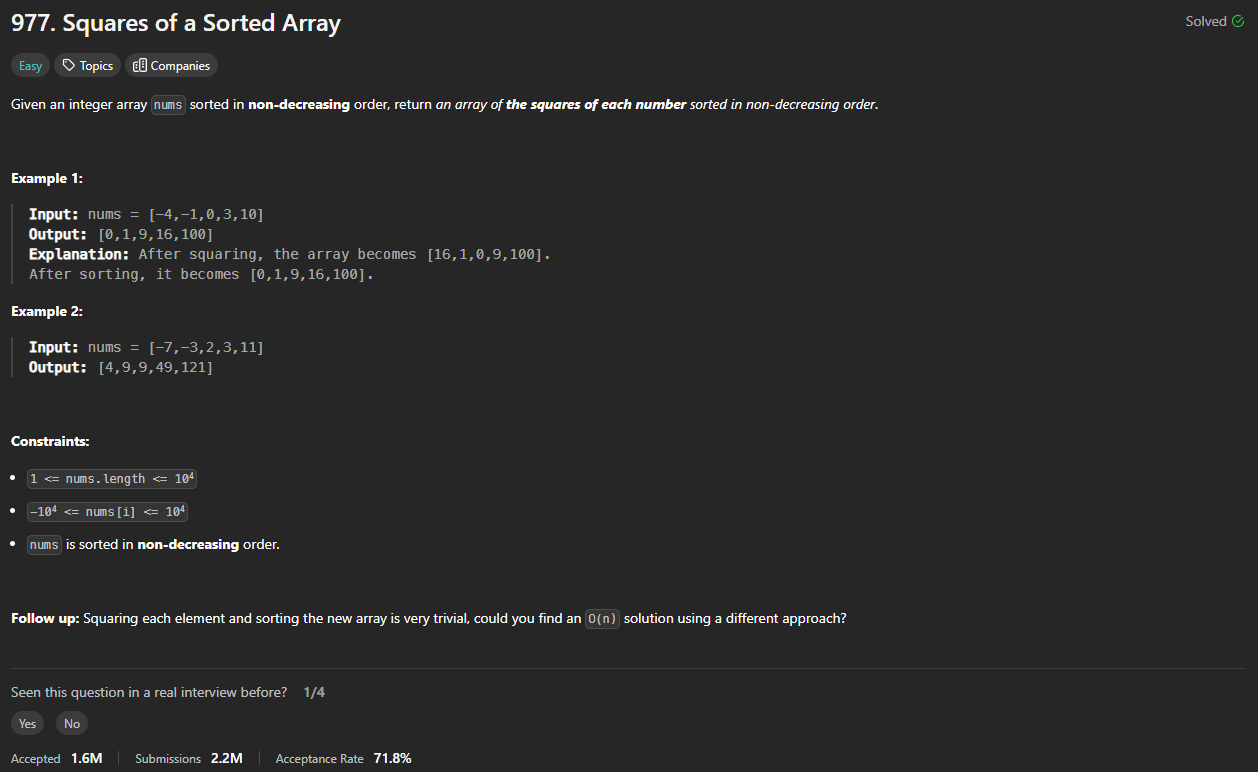 977. Squares of a Sorted Array
Solved
Easy
Topics
Companies
Given an integer array nums sorted in non-decreasing order, return an array of the squares of each number sorted in non-decreasing order.
Example 1:
Input: nums = [-4,-1,0,3,10]
Output: [0,1,9,16,100]
Explanation: After squaring, the array becomes [16,1,0,9,100].
After sorting, it becomes [0,1,9,16,100].
Example 2:
Input: nums = [-7,-3,2,3,11]
Output: [4,9,9,49,121]
Constraints:
1 <= nums.length <= 10⁴
-10⁴ <= nums[i] <= 10⁴
nums is sorted in non-decreasing order.
Follow up: Squaring each element and sorting the new array is very trivial, could you find an O(n) solution using a different approach?
Seen this question in a real interview before? 1/4
Yes
No
Accepted 1.6M
Submissions 2.2M
Acceptance Rate 71.8%